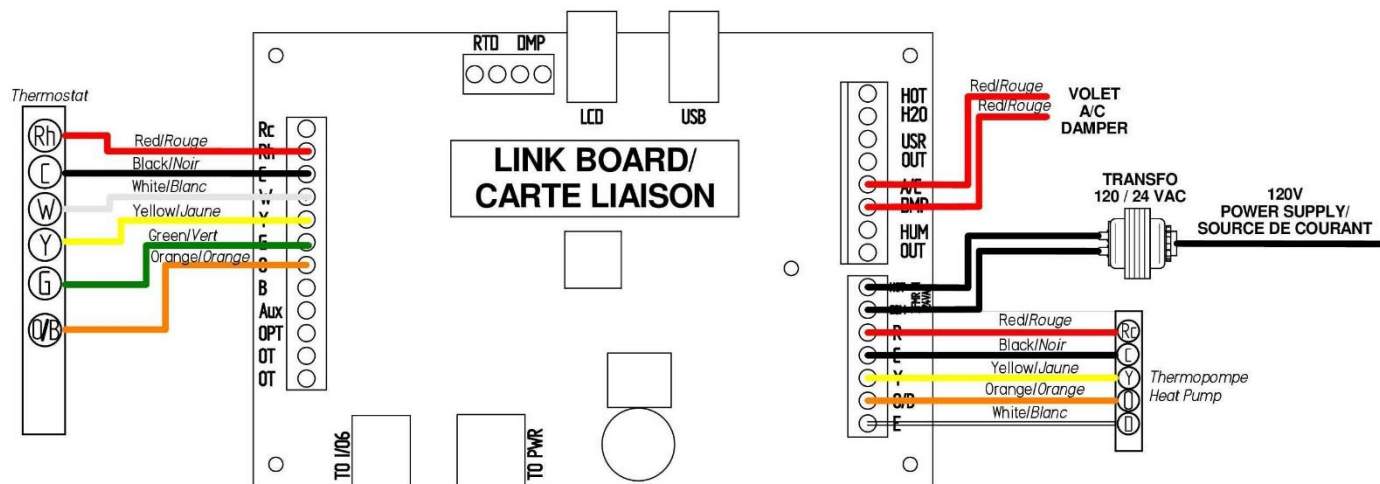 Thermostat
Rh
C
W
Y
G
O/B
Red/Rouge
Black/Noir
White/Blanc
Yellow/Jaune
Green/Vert
Orange/Orange
Rc
Rh
C
W
Y
G
O
B
Aux
OPT
OT
OT
RTD DMP
LCD
USB
LINK BOARD/
CARTE LIAISON
TO I/O6
TO PWR
HOT
H2O
USR
OUT
A/C
DMP
HUM
OUT
R
C
Y
O/B
E
Red/Rouge
Red/Rouge
VOLET
A/C
DAMPER
TRANSFO
120 / 24 VAC
120V
POWER SUPPLY/
SOURCE DE COURANT
Red/Rouge
Black/Noir
Yellow/Jaune
Orange/Orange
White/Blanc
Rc
C
Y
O
D
Thermopompe
Heat Pump